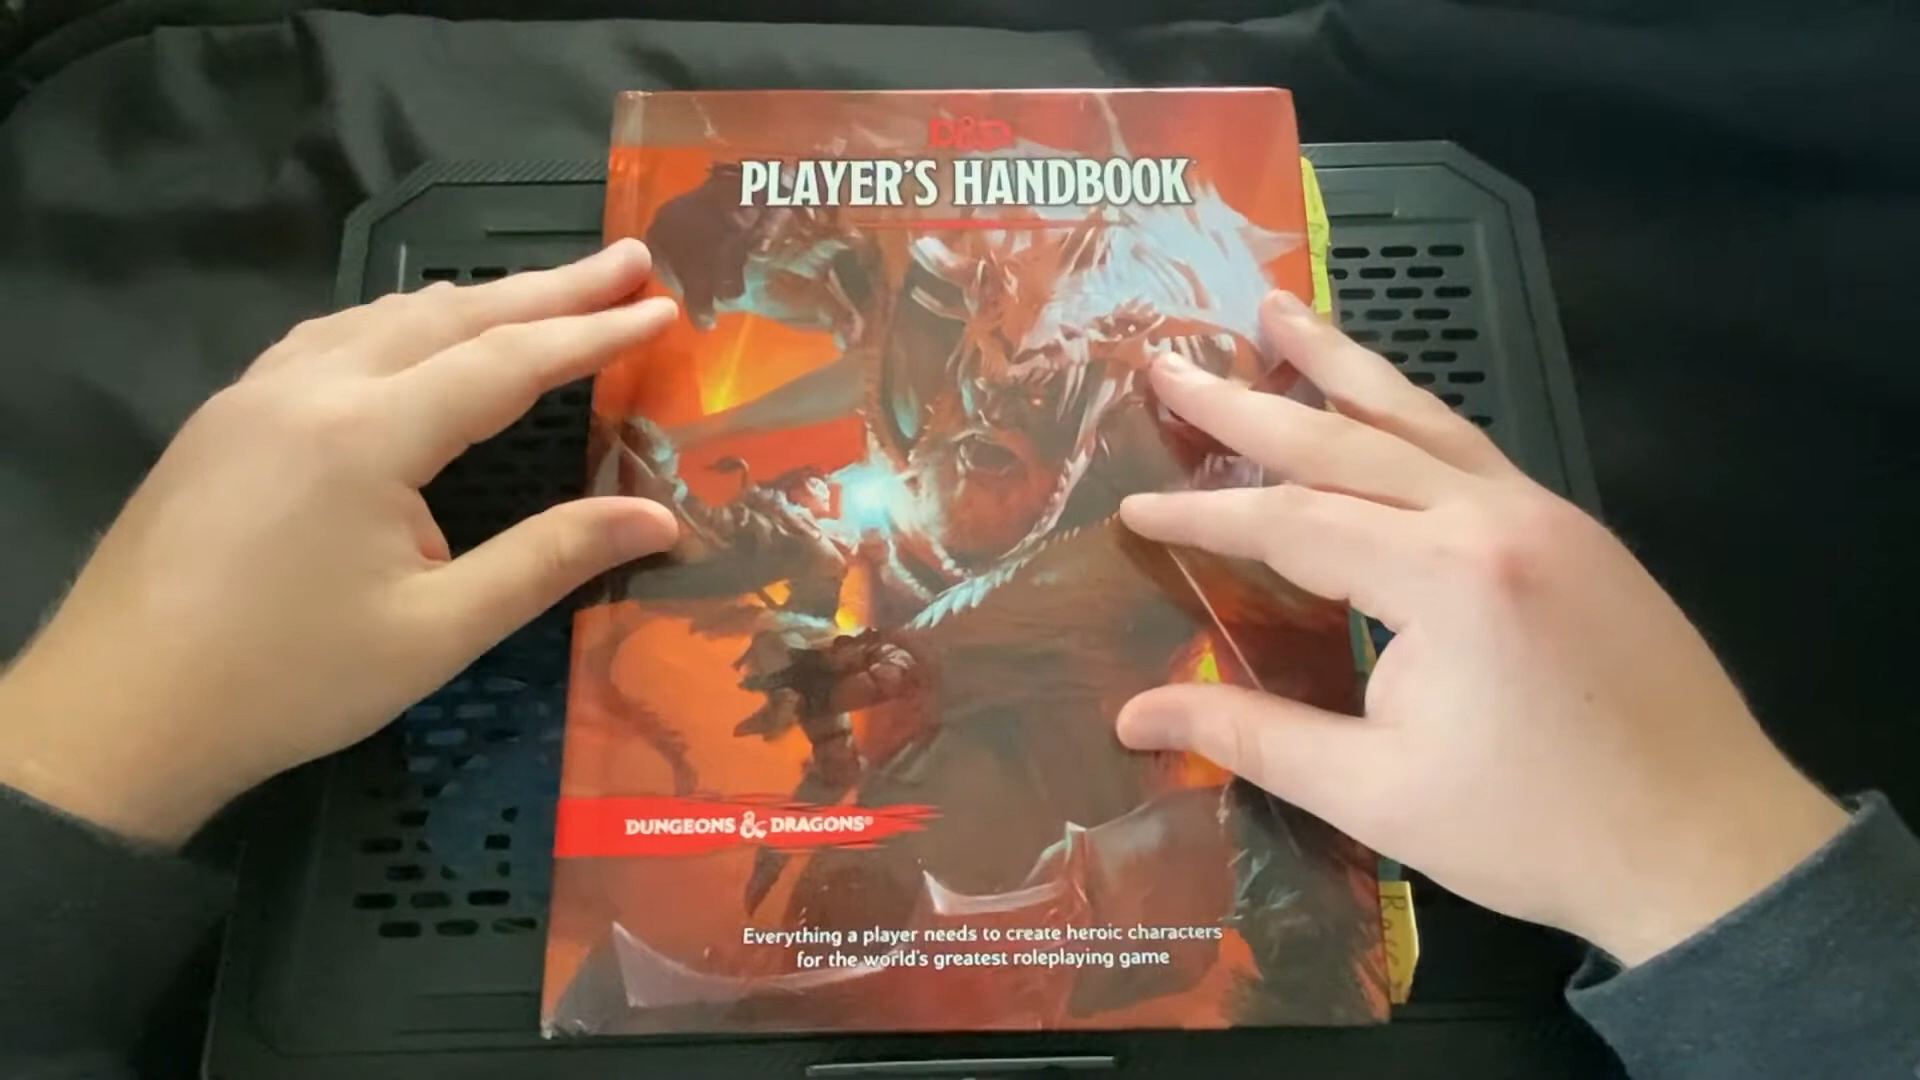 D&D
PLAYER'S HANDBOOK
DUNGEONS & DRAGONS®
Everything a player needs to create heroic characters
for the world's greatest roleplaying game